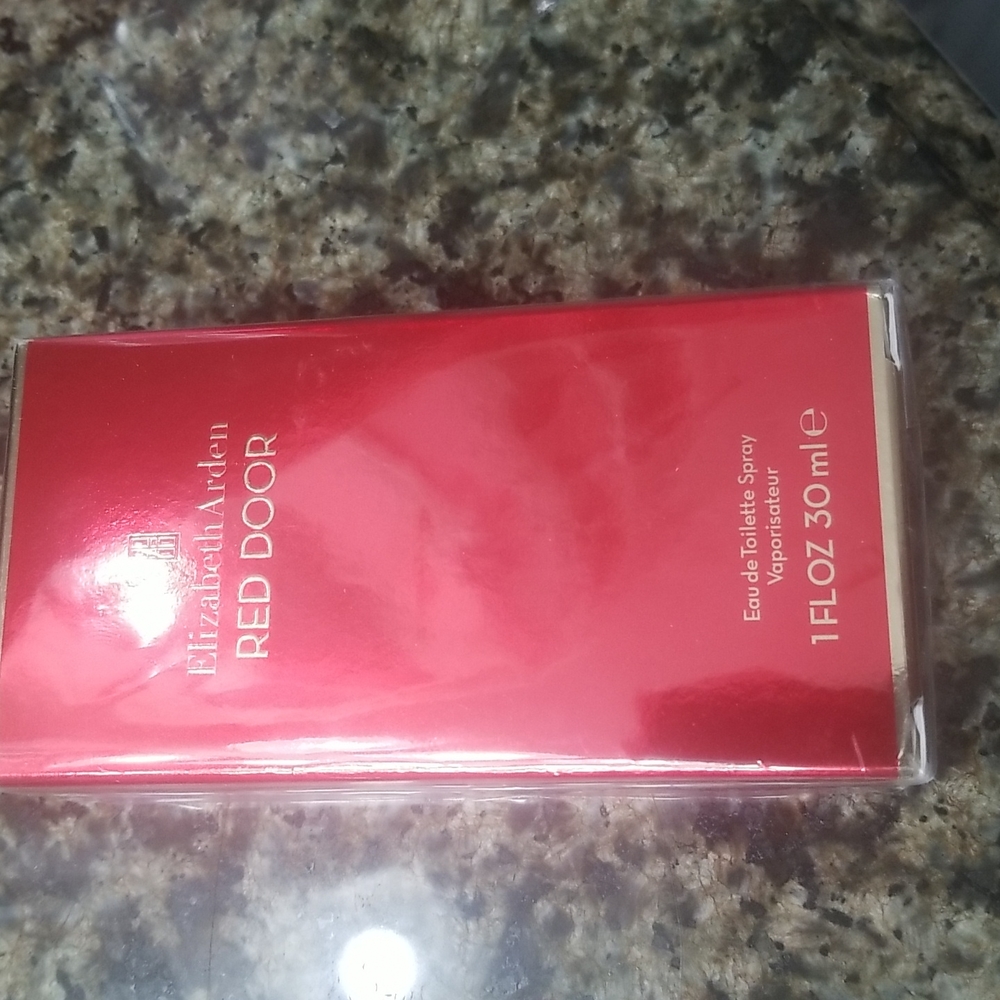 Elizabeth Arden
RED DOOR
Eau de Toilette Spray
Vaporisateur
1 FL OZ 30 ml e